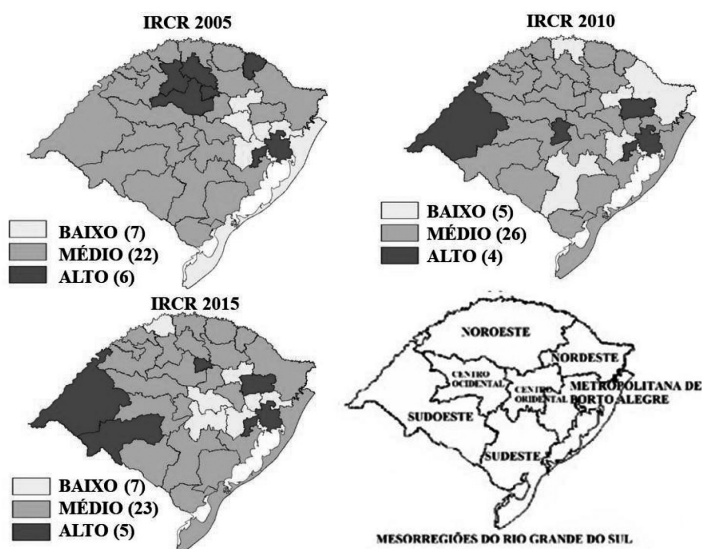 IRCR 2005
BAIXO (7)
MÉDIO (22)
ALTO (6)
IRCR 2010
BAIXO (5)
MÉDIO (26)
ALTO (4)
IRCR 2015
BAIXO (7)
MÉDIO (23)
ALTO (5)
NOROESTE
NORDESTE
CENTRO
OCIDENTAL
CENTRO
ORIDENTAL
METROPOLITANA DE
PORTO ALEGRE
SUDOESTE
SUDESTE
MESORREGIÕES DO RIO GRANDE DO SUL